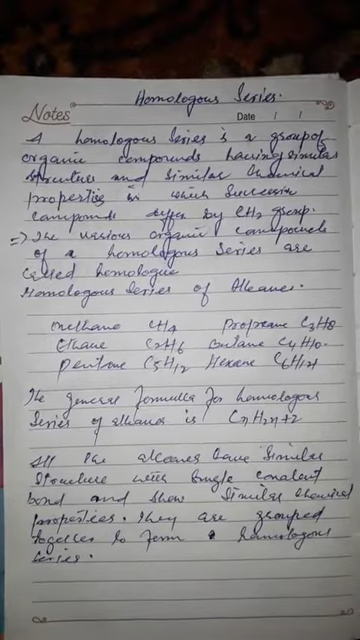 Homologous Series.
Notes
Date / /
A homologous series is a group of
organic compounds having similar
structures and similar chemical
properties in which successive
compounds differ by CH2 group.
=> The various organic compounds
of a homologous series are
called homologue
Homologous Series of Alkanes.
Methane CH4 Propane C3H8
Ethane C2H6 Butane C4H10
Pentane C5H12 Hexane C6H14
The general formula for homologous
series of alkanes is CnH2n+2
All the alkanes have similar
structure with single covalent
bond and show similar chemical
properties. They are grouped
together to form a homologous
series.